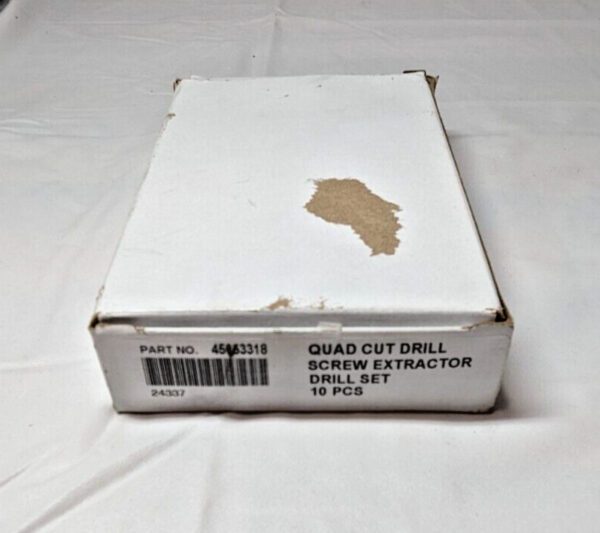 PART NO.
QUAD CUT DRILL
SCREW EXTRACTOR
24337
DRILL SET
10 PCS